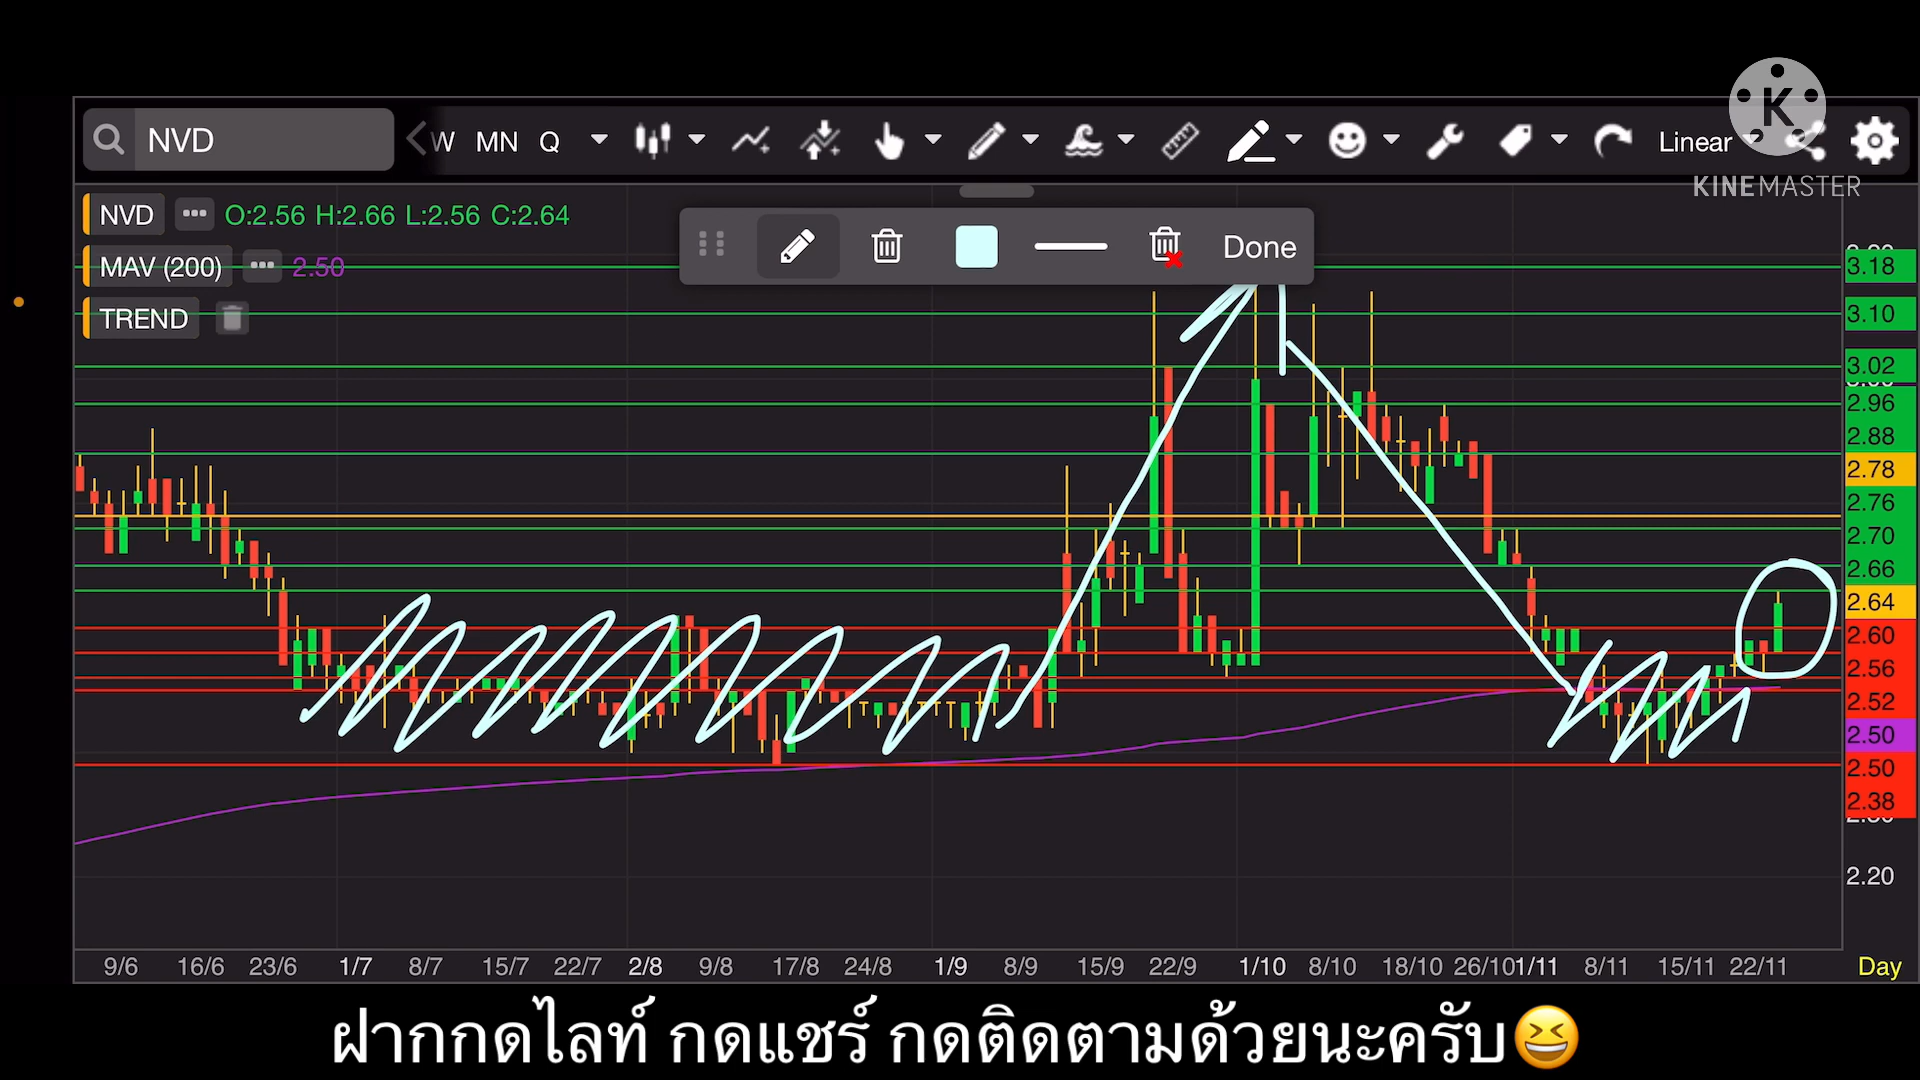 NVD W MN Q Linear
K
KINEMASTER
NVD O:2.56 H:2.66 L:2.56 C:2.64
MAV (200) 2.50
TREND
Done
3.18
3.10
3.02
2.96
2.88
2.78
2.76
2.70
2.66
2.64
2.60
2.56
2.52
2.50
2.50
2.38
2.20
9/6 16/6 23/6 1/7 8/7 15/7 22/7 2/8 9/8 17/8 24/8 1/9 8/9 15/9 22/9 1/10 8/10 18/10 26/10 1/11 8/11 15/11 22/11 Day
ฝากกดไลท์ กดแชร์ กดติดตามด้วยนะครับ😆